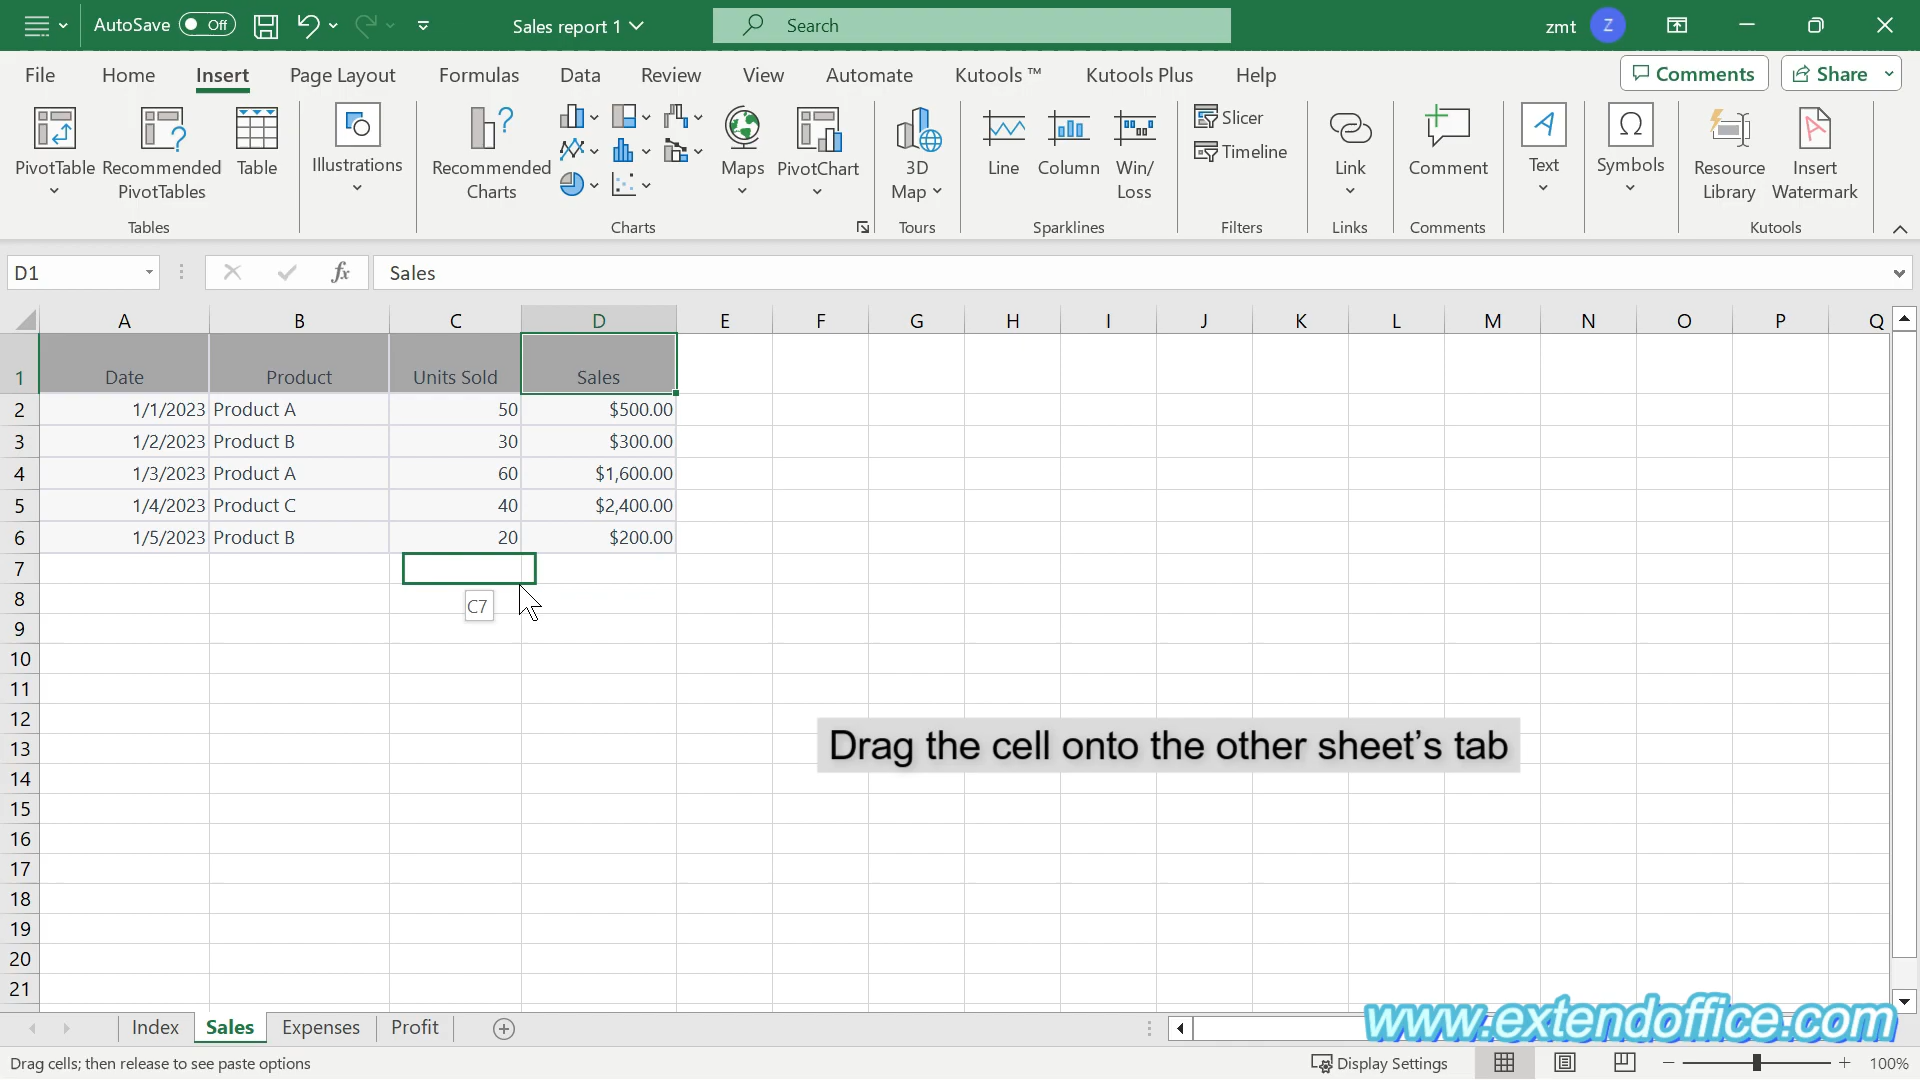 AutoSave Off
Sales report 1
Search
zmt Z
File Home Insert Page Layout Formulas Data Review View Automate Kutools ™ Kutools Plus Help
Comments Share
PivotTable
Recommended
PivotTables
Table
Tables
Illustrations
Recommended
Charts
Maps
PivotChart
Charts
3D
Map
Tours
Line
Column
Win/
Loss
Sparklines
Slicer
Timeline
Filters
Link
Links
Comment
Comments
Text
Symbols
Resource
Library
Insert
Watermark
Kutools
D1 fx Sales
A B C D E F G H I J K L M N O P Q
1 Date Product Units Sold Sales
2 1/1/2023 Product A 50 $500.00
3 1/2/2023 Product B 30 $300.00
4 1/3/2023 Product A 60 $1,600.00
5 1/4/2023 Product C 40 $2,400.00
6 1/5/2023 Product B 20 $200.00
7
8 C7
9
10
11
12
13 Drag the cell onto the other sheet’s tab
14
15
16
17
18
19
20
21
Index Sales Expenses Profit
www.extendoffice.com
Drag cells; then release to see paste options
Display Settings
100%